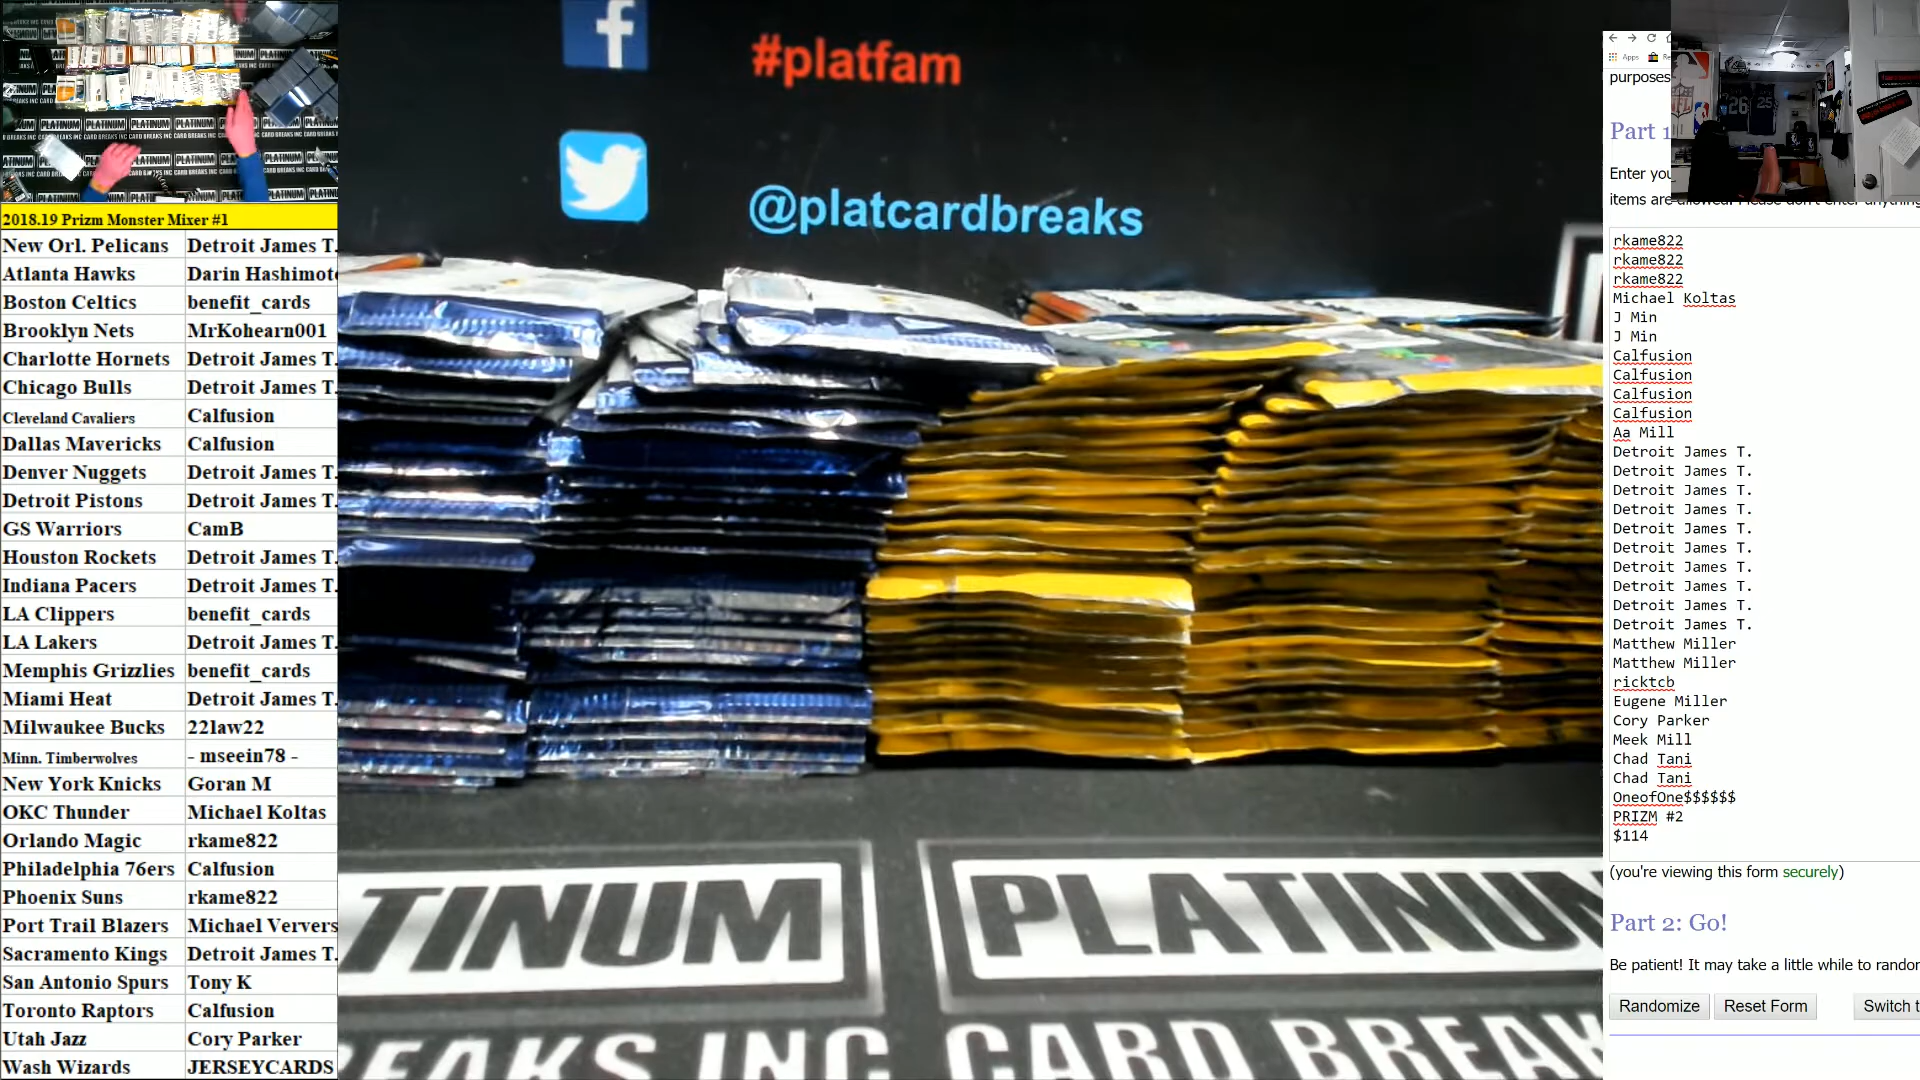 2018.19 Prizm Monster Mixer #1
New Orl. Pelicans Detroit James T.
Atlanta Hawks Darin Hashimot
Boston Celtics benefit_cards
Brooklyn Nets MrKohearn001
Charlotte Hornets Detroit James T.
Chicago Bulls Detroit James T.
Cleveland Cavaliers Calfusion
Dallas Mavericks Calfusion
Denver Nuggets Detroit James T.
Detroit Pistons Detroit James T.
GS Warriors CamB
Houston Rockets Detroit James T.
Indiana Pacers Detroit James T.
LA Clippers benefit_cards
LA Lakers Detroit James T.
Memphis Grizzlies benefit_cards
Miami Heat Detroit James T.
Milwaukee Bucks 22law22
Minn. Timberwolves - mseein78 -
New York Knicks Goran M
OKC Thunder Michael Koltas
Orlando Magic rkame822
Philadelphia 76ers Calfusion
Phoenix Suns rkame822
Port Trail Blazers Michael Ververs
Sacramento Kings Detroit James T.
San Antonio Spurs Tony K
Toronto Raptors Calfusion
Utah Jazz Cory Parker
Wash Wizards JERSEYCARDS
#platfam
@platcardbreaks
TINUM PLATINUM
EAKS INC CARD BREAK
Apps
purposes
Part 1
Enter you
items are allowed. Please don't enter anything
rkame822
rkame822
rkame822
Michael Koltas
J Min
J Min
Calfusion
Calfusion
Calfusion
Calfusion
Aa Mill
Detroit James T.
Detroit James T.
Detroit James T.
Detroit James T.
Detroit James T.
Detroit James T.
Detroit James T.
Detroit James T.
Detroit James T.
Detroit James T.
Matthew Miller
Matthew Miller
ricktcb
Eugene Miller
Cory Parker
Meek Mill
Chad Tani
Chad Tani
OneofOne$$$$$$
PRIZM #2
$114
(you're viewing this form securely)
Part 2: Go!
Be patient! It may take a little while to randor
Randomize Reset Form Switch t